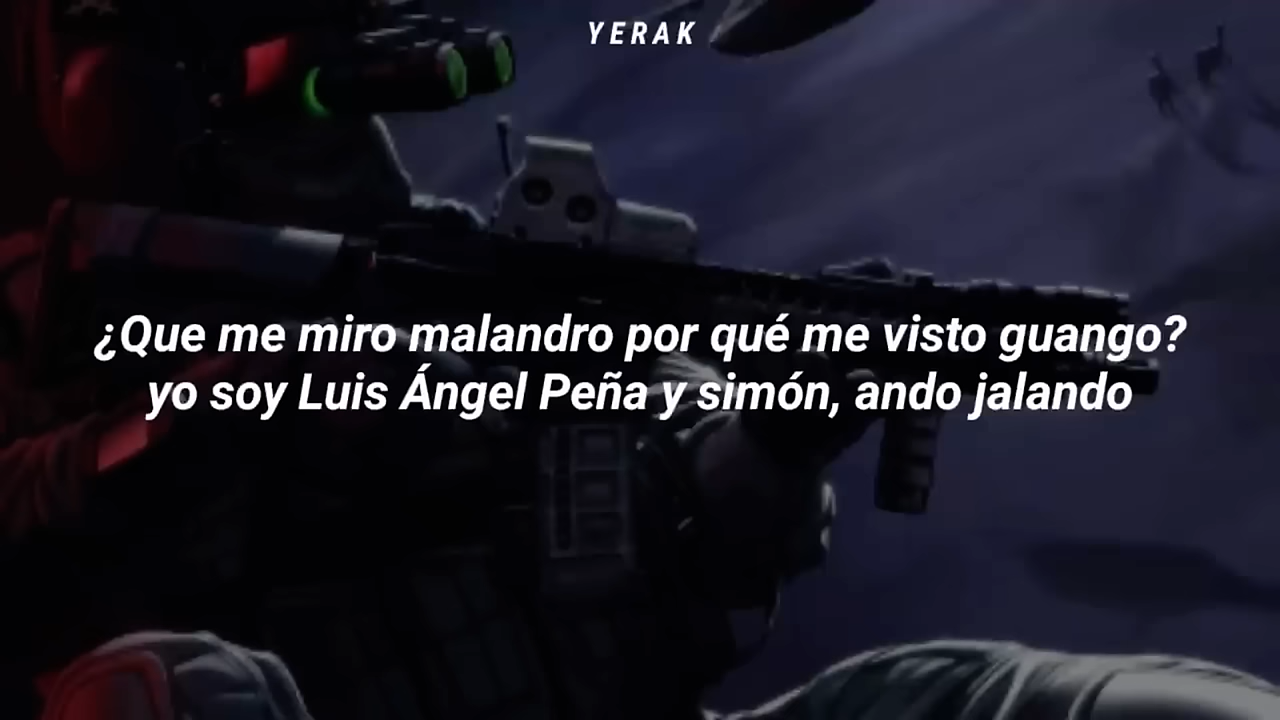 YERAK
¿Que me miro malandro por qué me visto guango?
yo soy Luis Ángel Peña y simón, ando jalando